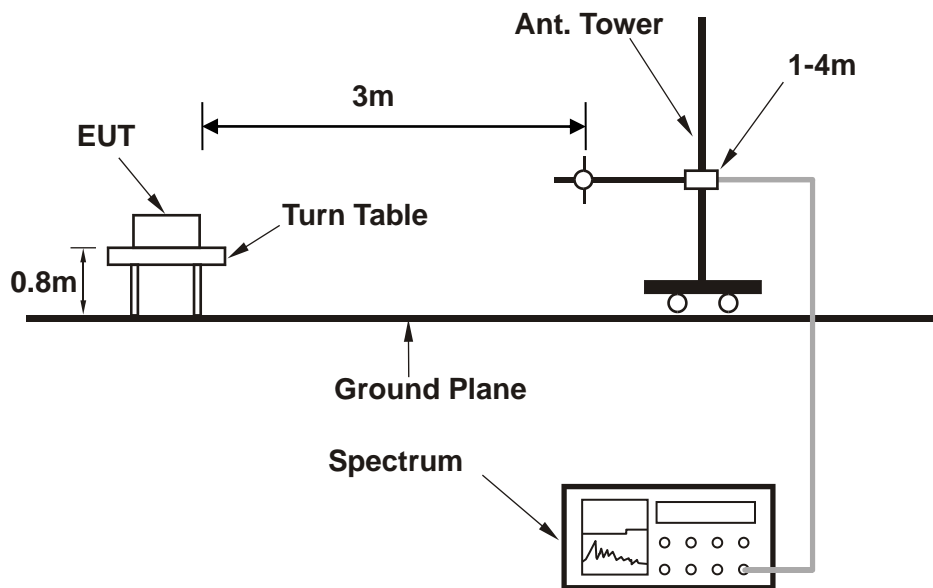 Ant. Tower
1-4m
3m
EUT
Turn Table
0.8m
Ground Plane
Spectrum